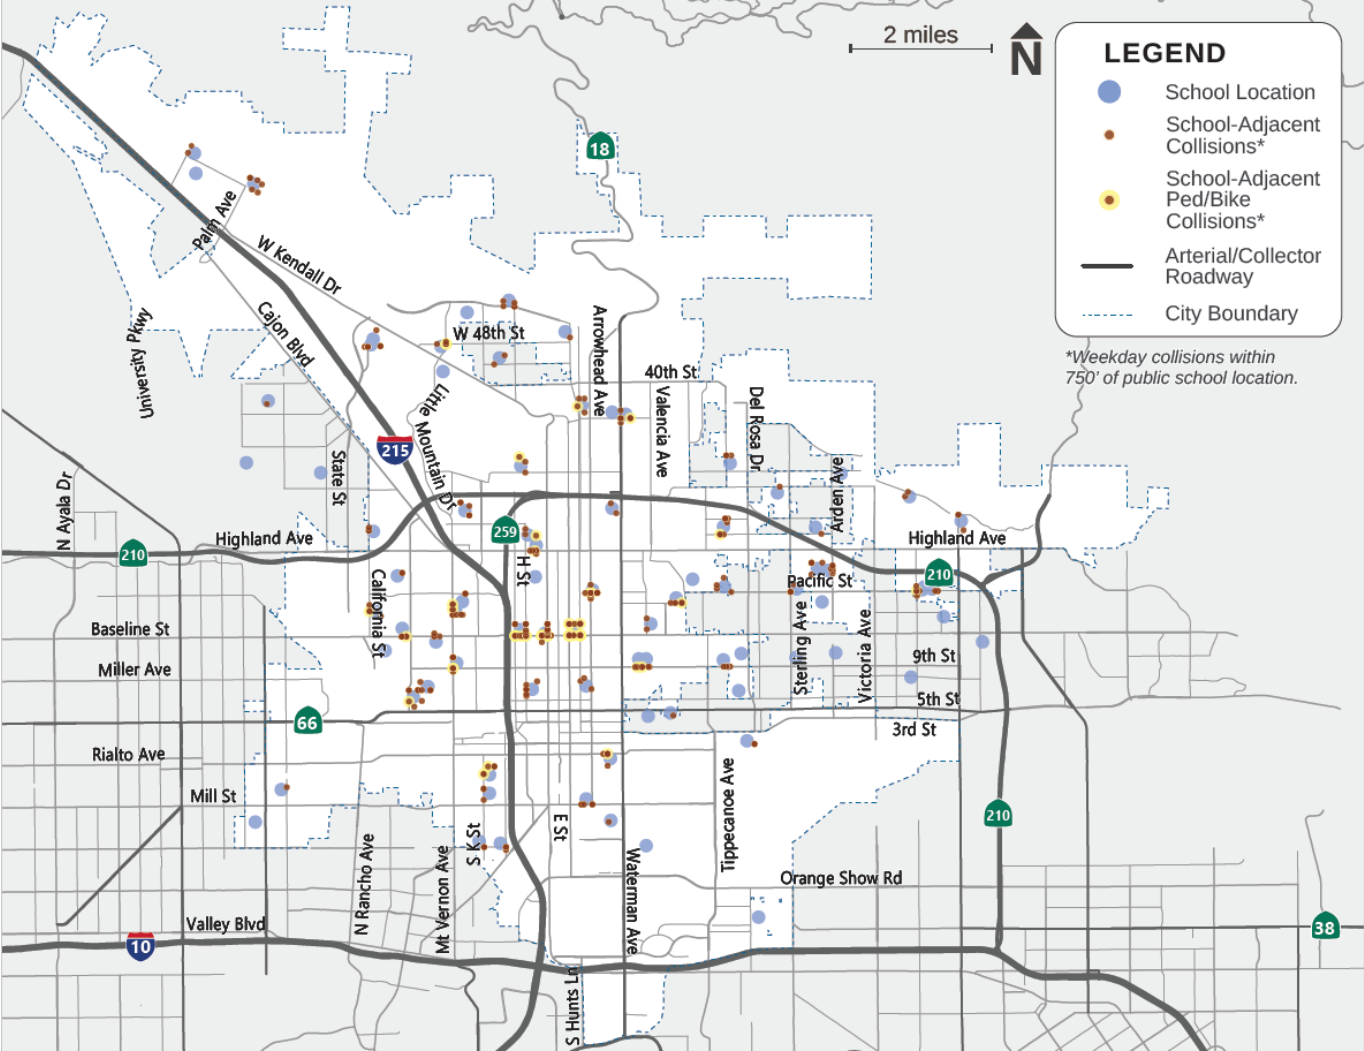 2 miles
N
LEGEND
School Location
School-Adjacent
Collisions*
School-Adjacent
Ped/Bike
Collisions*
Arterial/Collector
Roadway
City Boundary
*Weekday collisions within
750' of public school location.
18
Palm Ave
W Kendall Dr
Cajon Blvd
University Pkwy
W 48th St
Arrowhead Ave
40th St
Little Mountain Dr
Valencia Ave
Del Rosa Dr
215
State St
Arden Ave
N Ayala Dr
259
Highland Ave
Highland Ave
210
210
H St
California St
Pacific St
Baseline St
Sterling Ave
Victoria Ave
Miller Ave
9th St
5th St
66
3rd St
Rialto Ave
Mill St
Tippecanoe Ave
210
S K St
E St
N Rancho Ave
Mt Vernon Ave
Waterman Ave
Orange Show Rd
Valley Blvd
10
38
S Hunts Ln